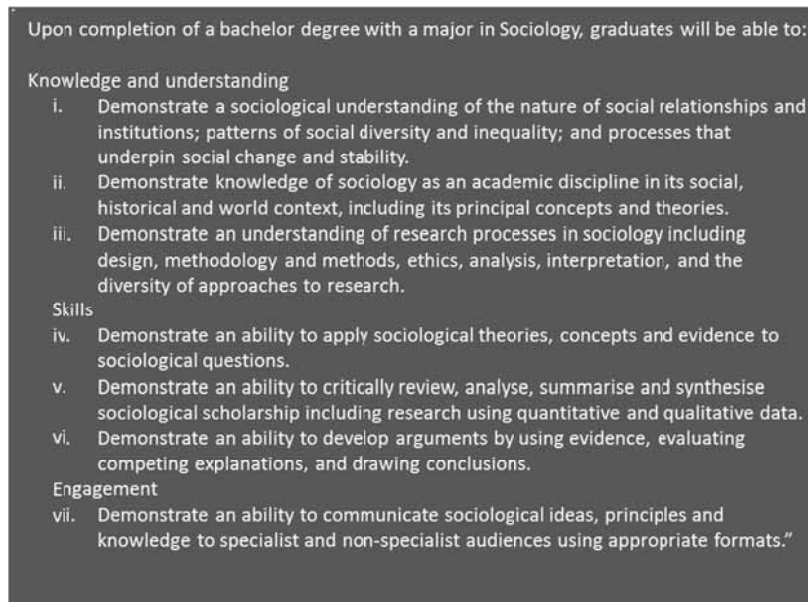 Upon completion of a bachelor degree with a major in Sociology, graduates will be able to:
Knowledge and understanding
i. Demonstrate a sociological understanding of the nature of social relationships and
institutions; patterns of social diversity and inequality; and processes that
underpin social change and stability.
ii. Demonstrate knowledge of sociology as an academic discipline in its social,
historical and world context, including its principal concepts and theories.
iii. Demonstrate an understanding of research processes in sociology including
design, methodology and methods, ethics, analysis, interpretation, and the
diversity of approaches to research.
Skills
iv. Demonstrate an ability to apply sociological theories, concepts and evidence to
sociological questions.
v. Demonstrate an ability to critically review, analyse, summarise and synthesise
sociological scholarship including research using quantitative and qualitative data.
vi. Demonstrate an ability to develop arguments by using evidence, evaluating
competing explanations, and drawing conclusions.
Engagement
vii. Demonstrate an ability to communicate sociological ideas, principles and
knowledge to specialist and non-specialist audiences using appropriate formats.”